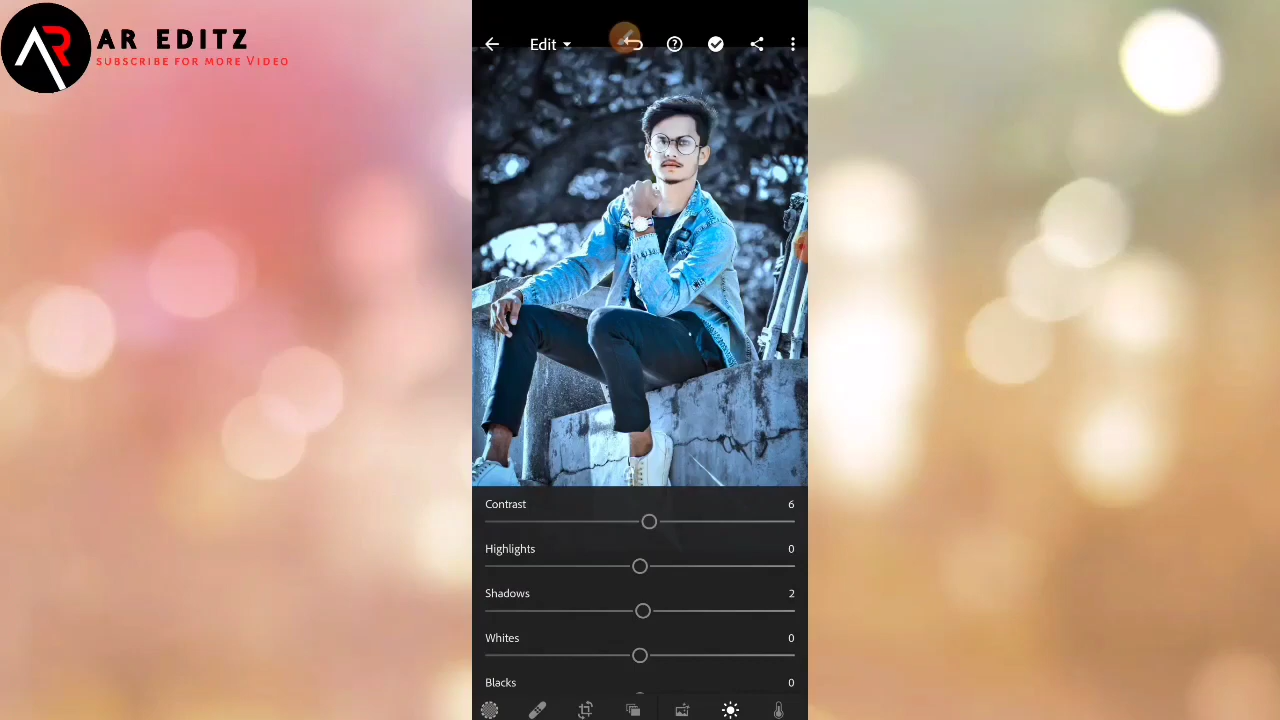 AR EDITZ
SUBSCRIBE FOR MORE VIDEO
Edit
Contrast 6
Highlights 0
Shadows 2
Whites 0
Blacks 0